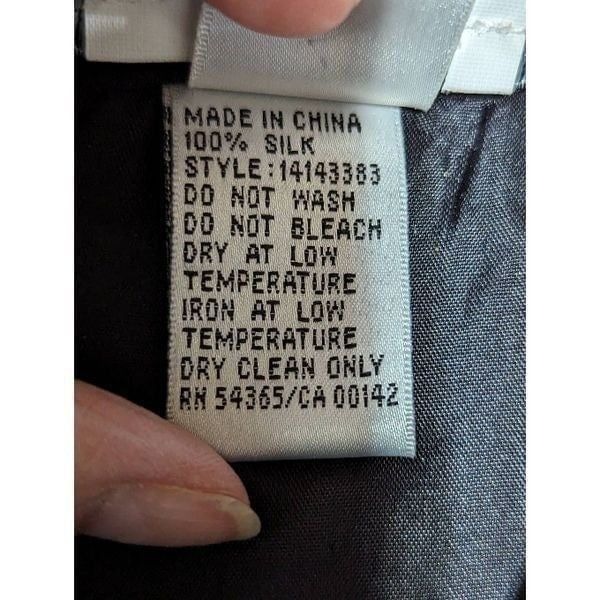 MADE IN CHINA
100% SILK
STYLE:14143383
DO NOT WASH
DO NOT BLEACH
DRY AT LOW
TEMPERATURE
IRON AT LOW
TEMPERATURE
DRY CLEAN ONLY
RN 54365/CA 00142